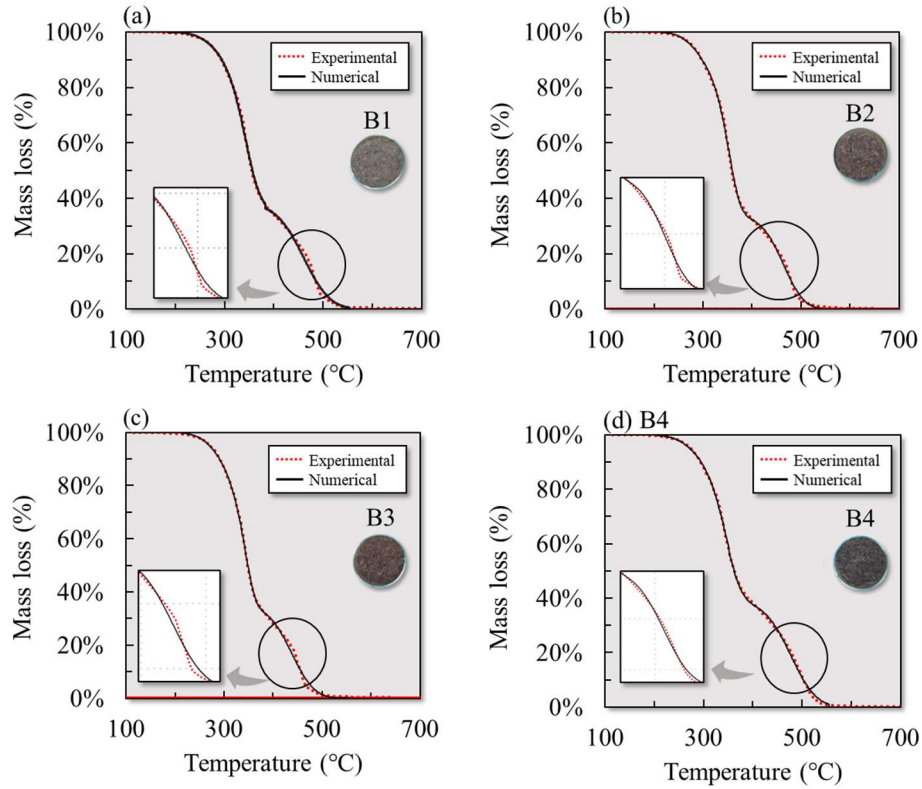 (a)
100%
80%
60%
40%
20%
0%
Mass loss (%)
Experimental
Numerical
B1
100 300 500 700
Temperature (℃)
(b)
100%
80%
60%
40%
20%
0%
Mass loss (%)
Experimental
Numerical
B2
100 300 500 700
Temperature (℃)
(c)
100%
80%
60%
40%
20%
0%
Mass loss (%)
Experimental
Numerical
B3
100 300 500 700
Temperature (℃)
(d) B4
100%
80%
60%
40%
20%
0%
Mass loss (%)
Experimental
Numerical
B4
100 300 500 700
Temperature (℃)